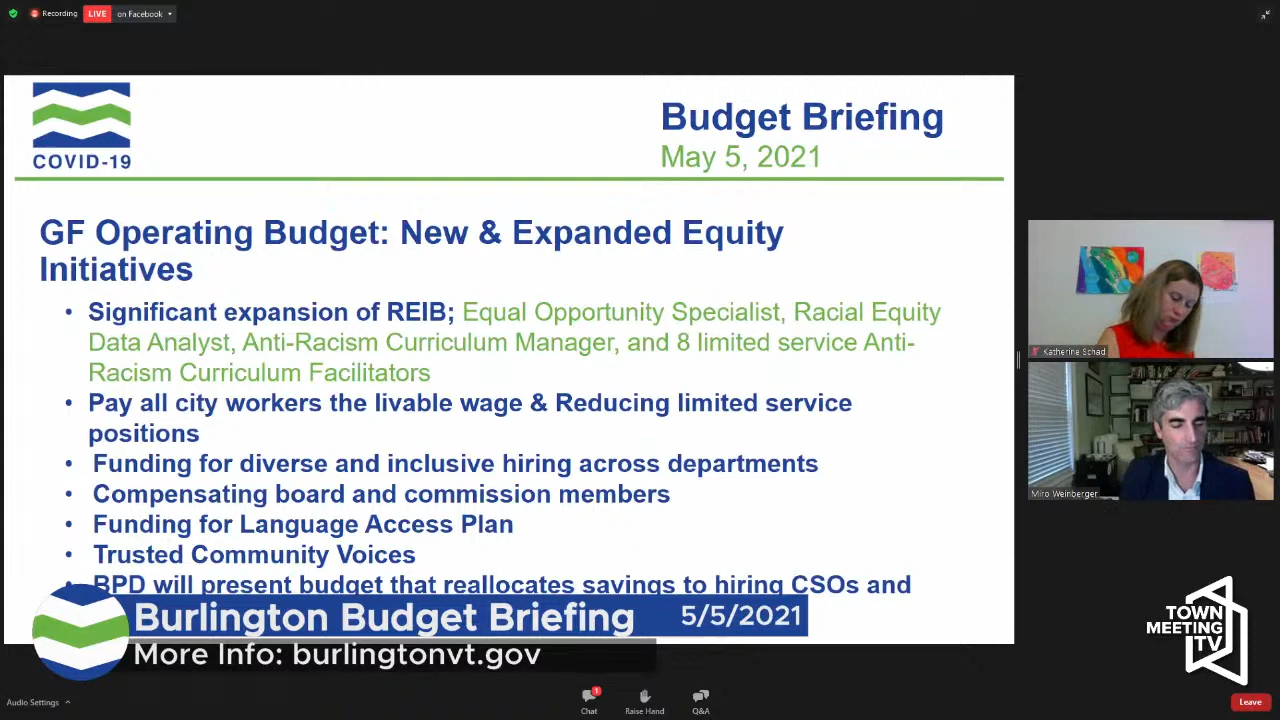 Recording
LIVE on Facebook
COVID-19
Budget Briefing
May 5, 2021
GF Operating Budget: New & Expanded Equity
Initiatives
• Significant expansion of REIB; Equal Opportunity Specialist, Racial Equity
Data Analyst, Anti-Racism Curriculum Manager, and 8 limited service Anti-
Racism Curriculum Facilitators
• Pay all city workers the livable wage & Reducing limited service
positions
• Funding for diverse and inclusive hiring across departments
• Compensating board and commission members
• Funding for Language Access Plan
• Trusted Community Voices
• BPD will present budget that reallocates savings to hiring CSOs and
Katherine Schad
Miro Weinberger
Burlington Budget Briefing 5/5/2021
More Info: burlingtonvt.gov
TOWN
MEETING
TV
Audio Settings
1
Chat
Raise Hand
Q&A
Leave